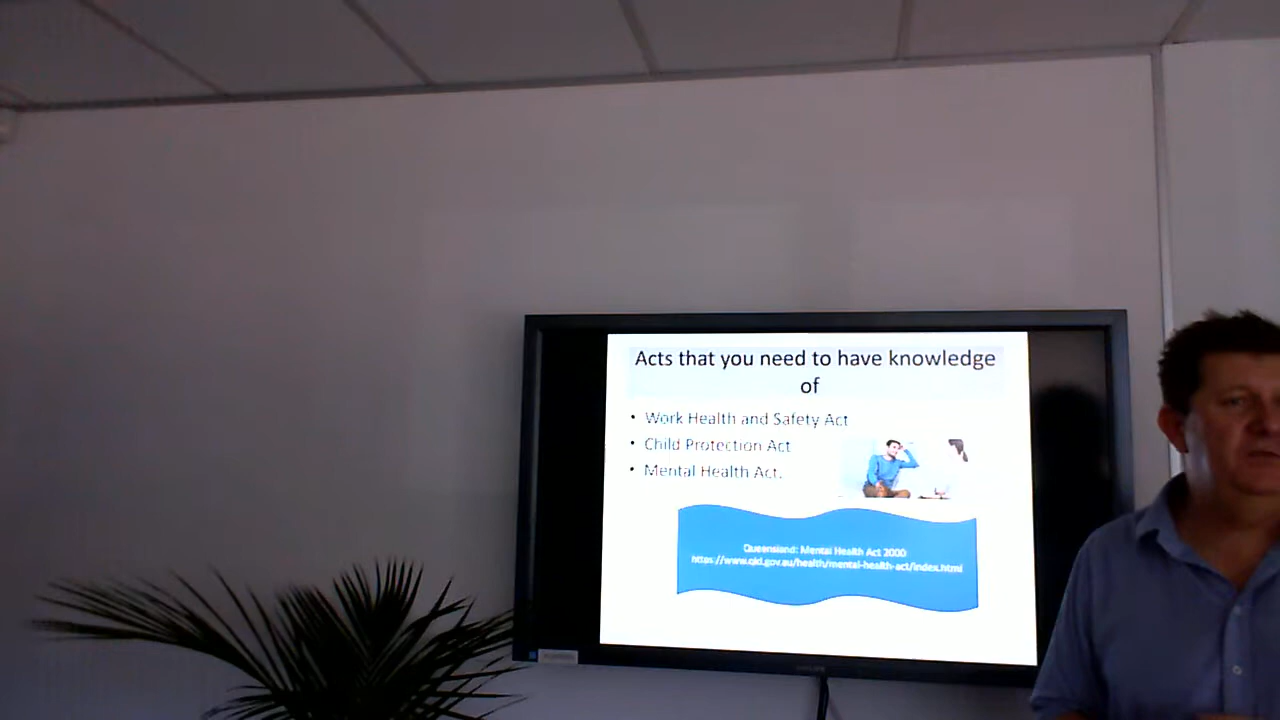 Acts that you need to have knowledge
of
• Work Health and Safety Act
• Child Protection Act
• Mental Health Act.
Queensland: Mental Health Act 2000
https://www.qld.gov.au/health/mental-health-act/index.html
PHILIPS